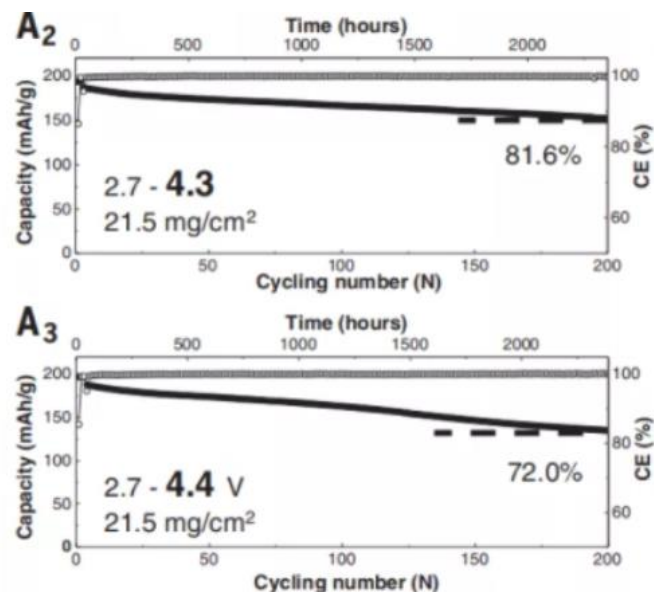 A2
Time (hours)
0 500 1000 1500 2000
Capacity (mAh/g)
200
150
100
50
0
CE (%)
100
80
60
81.6%
2.7 - 4.3
21.5 mg/cm²
0 50 100 150 200
Cycling number (N)
A3
Time (hours)
0 500 1000 1500 2000
Capacity (mAh/g)
200
150
100
50
0
CE (%)
100
80
60
72.0%
2.7 - 4.4 V
21.5 mg/cm²
0 50 100 150 200
Cycling number (N)